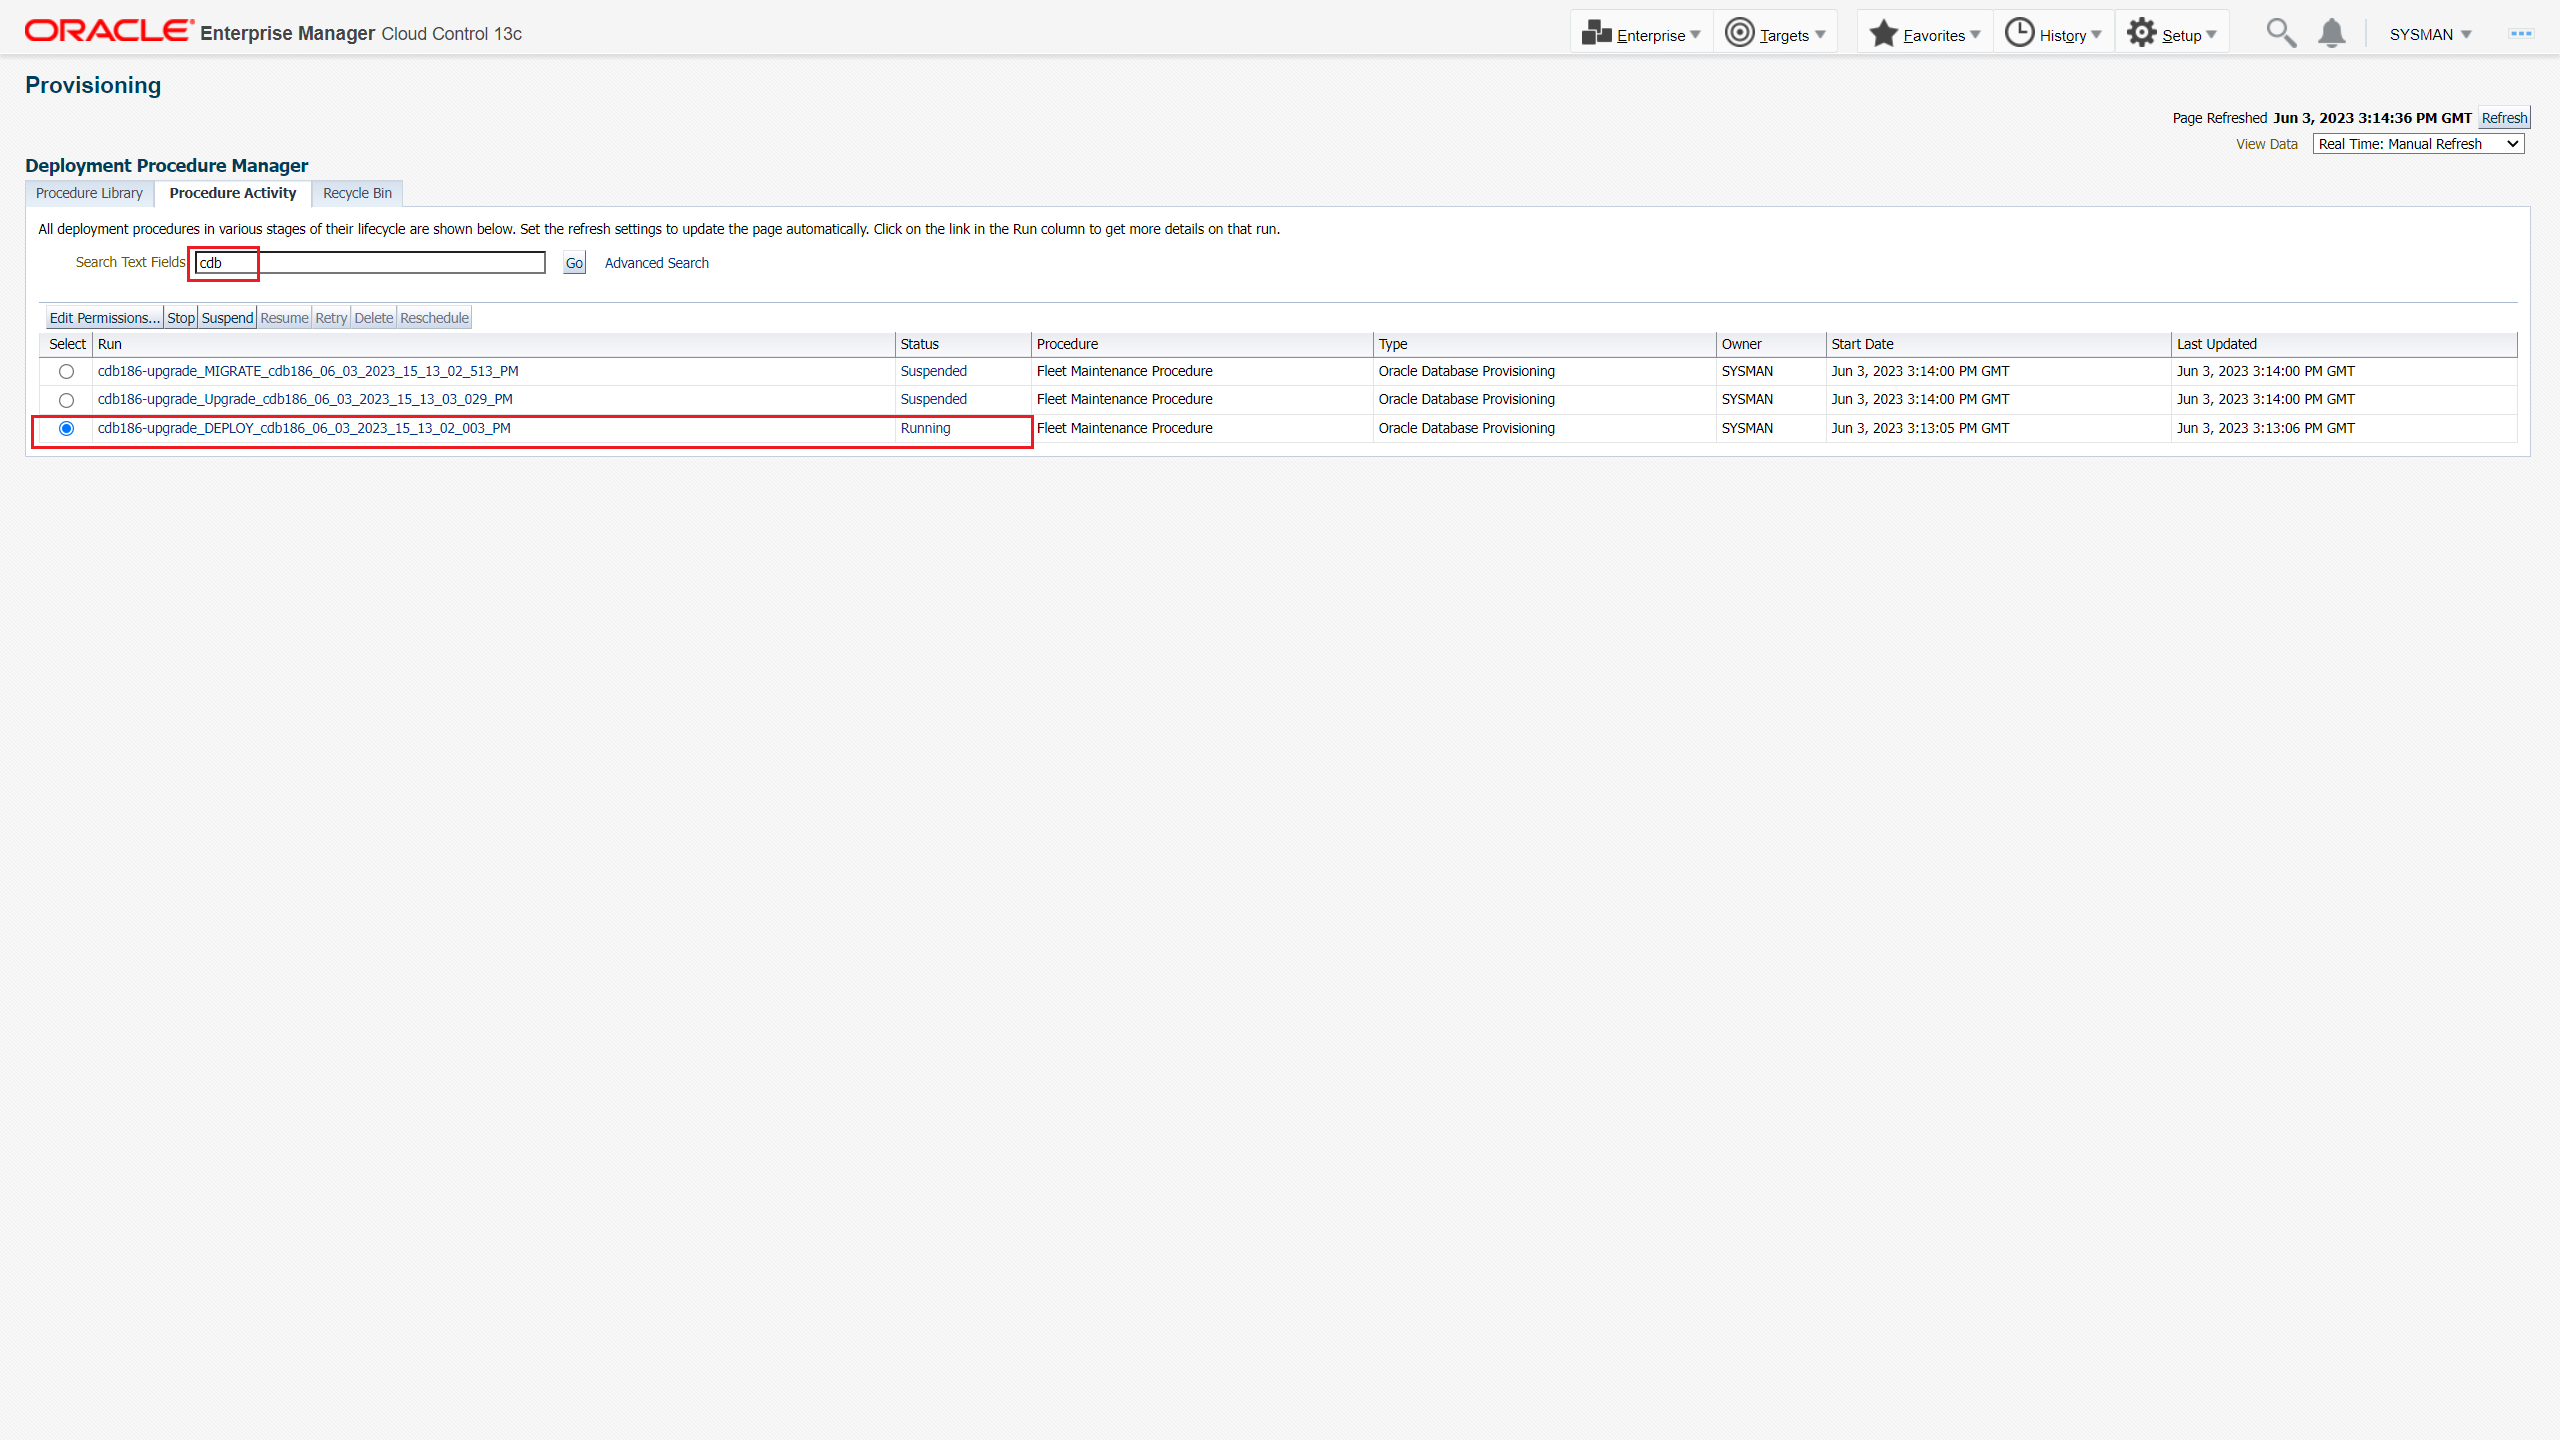 ORACLE Enterprise Manager Cloud Control 13c Enterprise Targets Favorites History Setup SYSMAN
Provisioning
Page Refreshed Jun 3, 2023 3:14:36 PM GMT Refresh
View Data Real Time: Manual Refresh
Deployment Procedure Manager
Procedure Library Procedure Activity Recycle Bin
All deployment procedures in various stages of their lifecycle are shown below. Set the refresh settings to update the page automatically. Click on the link in the Run column to get more details on that run.
Search Text Fields cdb Go Advanced Search
Edit Permissions... Stop Suspend Resume Retry Delete Reschedule
Select Run Status Procedure Type Owner Start Date Last Updated
cdb186-upgrade_MIGRATE_cdb186_06_03_2023_15_13_02_513_PM Suspended Fleet Maintenance Procedure Oracle Database Provisioning SYSMAN Jun 3, 2023 3:14:00 PM GMT Jun 3, 2023 3:14:00 PM GMT
cdb186-upgrade_Upgrade_cdb186_06_03_2023_15_13_03_029_PM Suspended Fleet Maintenance Procedure Oracle Database Provisioning SYSMAN Jun 3, 2023 3:14:00 PM GMT Jun 3, 2023 3:14:00 PM GMT
cdb186-upgrade_DEPLOY_cdb186_06_03_2023_15_13_02_003_PM Running Fleet Maintenance Procedure Oracle Database Provisioning SYSMAN Jun 3, 2023 3:13:05 PM GMT Jun 3, 2023 3:13:06 PM GMT